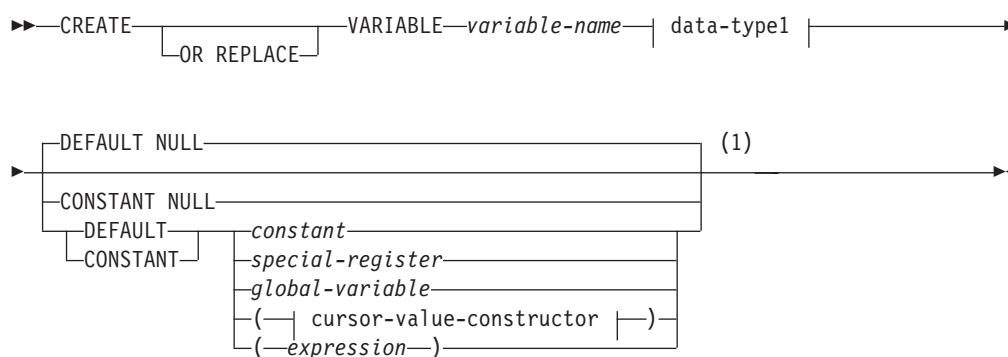 CREATE VARIABLE variable-name data-type1
OR REPLACE
DEFAULT NULL (1)
CONSTANT NULL
DEFAULT constant
CONSTANT special-register
global-variable
( cursor-value-constructor )
( expression )